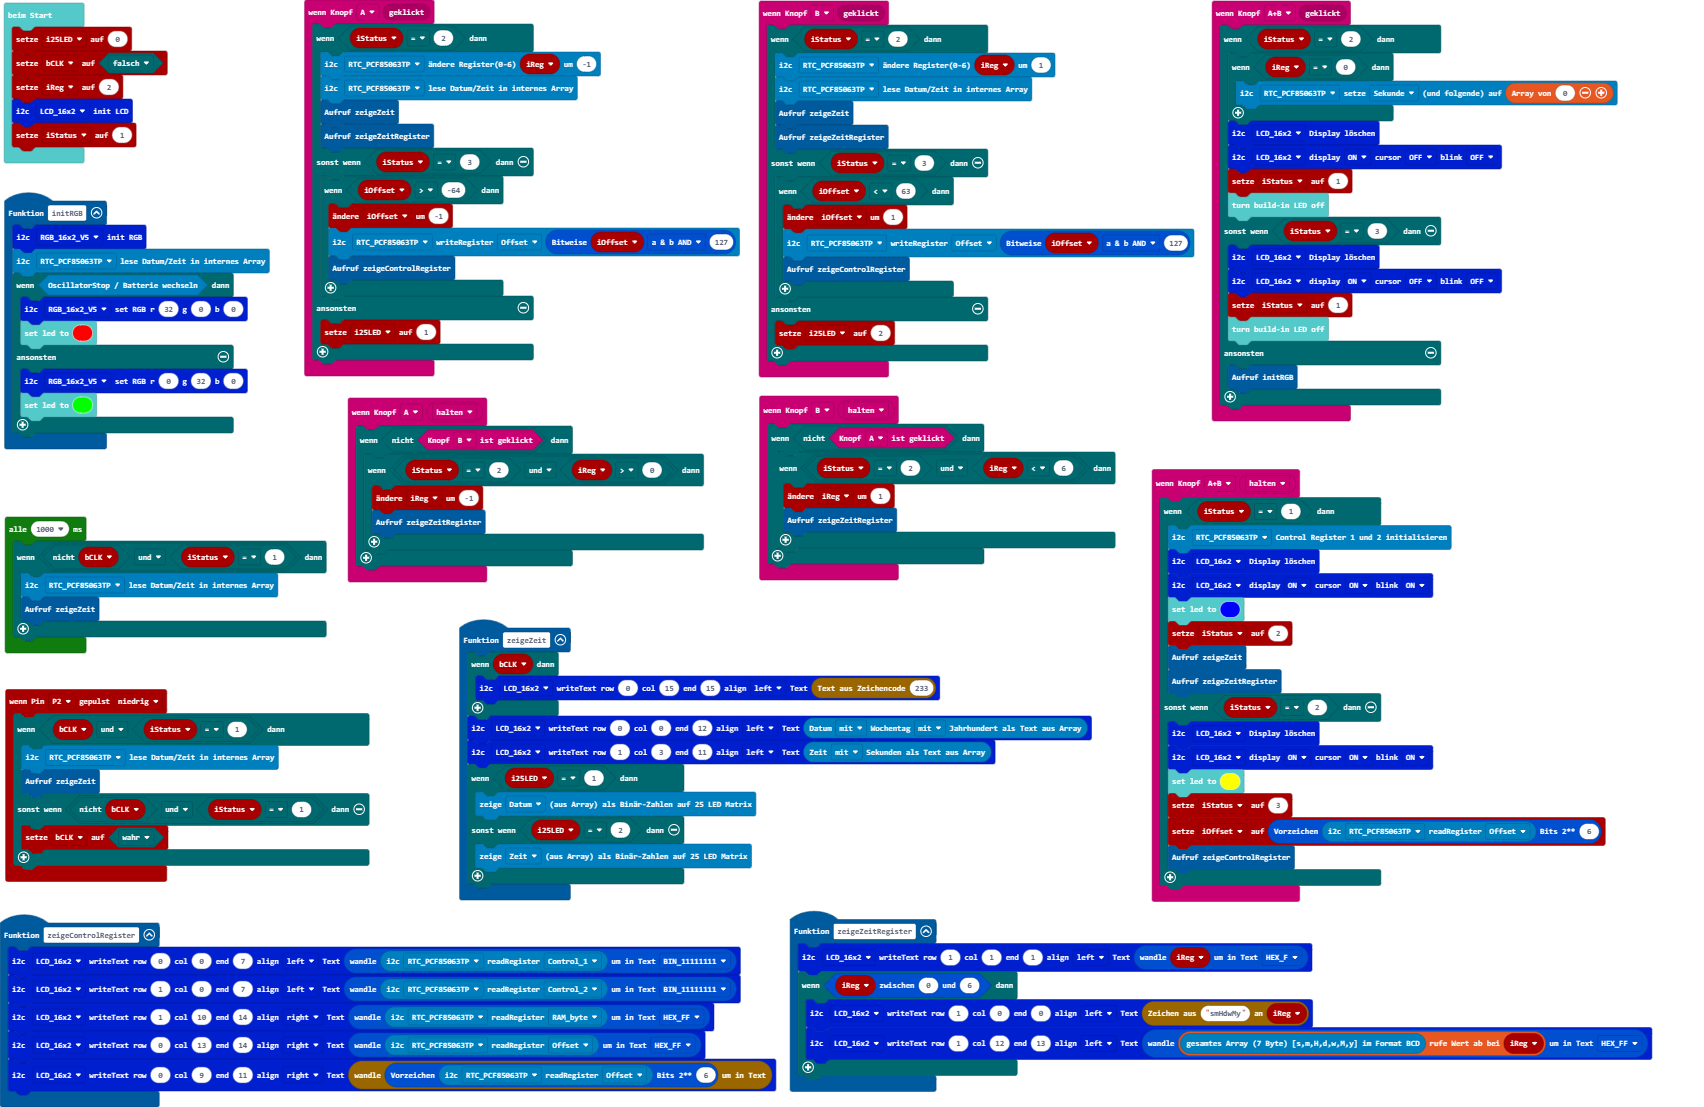 beim Start
setze i25LED auf 0
setze bCLK auf falsch
setze iReg auf 2
i2c LCD_16x2 init LCD
setze iStatus auf 1
Funktion initRGB
i2c RGB_16x2_V5 init RGB
i2c RTC_PCF85063TP lese Datum/Zeit in internes Array
wenn OscillatorStop / Batterie wechseln dann
i2c RGB_16x2_V5 set RGB r 32 g 0 b 0
set led to
ansonsten
i2c RGB_16x2_V5 set RGB r 0 g 32 b 0
set led to
alle 1000 ms
wenn nicht bCLK und iStatus = 1 dann
i2c RTC_PCF85063TP lese Datum/Zeit in internes Array
Aufruf zeigeZeit
wenn Pin P2 gepulst niedrig
wenn bCLK und iStatus = 1 dann
i2c RTC_PCF85063TP lese Datum/Zeit in internes Array
Aufruf zeigeZeit
sonst wenn nicht bCLK und iStatus = 1 dann
setze bCLK auf wahr
wenn Knopf A geklickt
wenn iStatus = 2 dann
i2c RTC_PCF85063TP ändere Register(0-6) iReg um -1
i2c RTC_PCF85063TP lese Datum/Zeit in internes Array
Aufruf zeigeZeit
Aufruf zeigeZeitRegister
sonst wenn iStatus = 3 dann
wenn iOffset > -64 dann
ändere iOffset um -1
i2c RTC_PCF85063TP writeRegister Offset Bitweise iOffset a & b AND 127
Aufruf zeigeControlRegister
ansonsten
setze i25LED auf 1
wenn Knopf B geklickt
wenn iStatus = 2 dann
i2c RTC_PCF85063TP ändere Register(0-6) iReg um 1
i2c RTC_PCF85063TP lese Datum/Zeit in internes Array
Aufruf zeigeZeit
Aufruf zeigeZeitRegister
sonst wenn iStatus = 3 dann
wenn iOffset < 63 dann
ändere iOffset um 1
i2c RTC_PCF85063TP writeRegister Offset Bitweise iOffset a & b AND 127
Aufruf zeigeControlRegister
ansonsten
setze i25LED auf 2
wenn Knopf A+B geklickt
wenn iStatus = 2 dann
wenn iReg = 0 dann
i2c RTC_PCF85063TP setze Sekunde (und folgende) auf Array von 0
i2c LCD_16x2 Display löschen
i2c LCD_16x2 display ON cursor OFF blink OFF
setze iStatus auf 1
turn build-in LED off
sonst wenn iStatus = 3 dann
i2c LCD_16x2 Display löschen
i2c LCD_16x2 display ON cursor OFF blink OFF
setze iStatus auf 1
turn build-in LED off
ansonsten
Aufruf initRGB
wenn Knopf A halten
wenn nicht Knopf B ist geklickt dann
wenn iStatus = 2 und iReg > 0 dann
ändere iReg um -1
Aufruf zeigeZeitRegister
wenn Knopf B halten
wenn nicht Knopf A ist geklickt dann
wenn iStatus = 2 und iReg < 6 dann
ändere iReg um 1
Aufruf zeigeZeitRegister
wenn Knopf A+B halten
wenn iStatus = 1 dann
i2c RTC_PCF85063TP Control Register 1 und 2 initialisieren
i2c LCD_16x2 Display löschen
i2c LCD_16x2 display ON cursor ON blink ON
set led to
setze iStatus auf 2
Aufruf zeigeZeit
Aufruf zeigeZeitRegister
sonst wenn iStatus = 2 dann
i2c LCD_16x2 Display löschen
i2c LCD_16x2 display ON cursor ON blink ON
set led to
setze iStatus auf 3
setze iOffset auf Vorzeichen i2c RTC_PCF85063TP readRegister Offset Bits 2** 6
Aufruf zeigeControlRegister
Funktion zeigeZeit
wenn bCLK dann
i2c LCD_16x2 writeText row 0 col 15 end 15 align left Text Text aus Zeichencode 233
i2c LCD_16x2 writeText row 0 col 0 end 12 align left Text Datum mit Wochentag mit Jahrhundert als Text aus Array
i2c LCD_16x2 writeText row 1 col 3 end 11 align left Text Zeit mit Sekunden als Text aus Array
wenn i25LED = 1 dann
zeige Datum (aus Array) als Binär-Zahlen auf 25 LED Matrix
sonst wenn i25LED = 2 dann
zeige Zeit (aus Array) als Binär-Zahlen auf 25 LED Matrix
Funktion zeigeControlRegister
i2c LCD_16x2 writeText row 0 col 0 end 7 align left Text wandle i2c RTC_PCF85063TP readRegister Control_1 um in Text BIN_11111111
i2c LCD_16x2 writeText row 1 col 0 end 7 align left Text wandle i2c RTC_PCF85063TP readRegister Control_2 um in Text BIN_11111111
i2c LCD_16x2 writeText row 1 col 10 end 14 align right Text wandle i2c RTC_PCF85063TP readRegister RAM_byte um in Text HEX_FF
i2c LCD_16x2 writeText row 0 col 13 end 14 align right Text wandle i2c RTC_PCF85063TP readRegister Offset um in Text HEX_FF
i2c LCD_16x2 writeText row 0 col 9 end 11 align right Text wandle Vorzeichen i2c RTC_PCF85063TP readRegister Offset Bits 2** 6 um in Text
Funktion zeigeZeitRegister
i2c LCD_16x2 writeText row 1 col 1 end 1 align left Text wandle iReg um in Text HEX_F
wenn iReg zwischen 0 und 6 dann
i2c LCD_16x2 writeText row 1 col 0 end 0 align left Text Zeichen aus "smHdwMy" an iReg
i2c LCD_16x2 writeText row 1 col 12 end 13 align left Text wandle gesamtes Array (7 Byte) [s,m,H,d,w,M,y] im Format BCD rufe Wert ab bei iReg um in Text HEX_FF